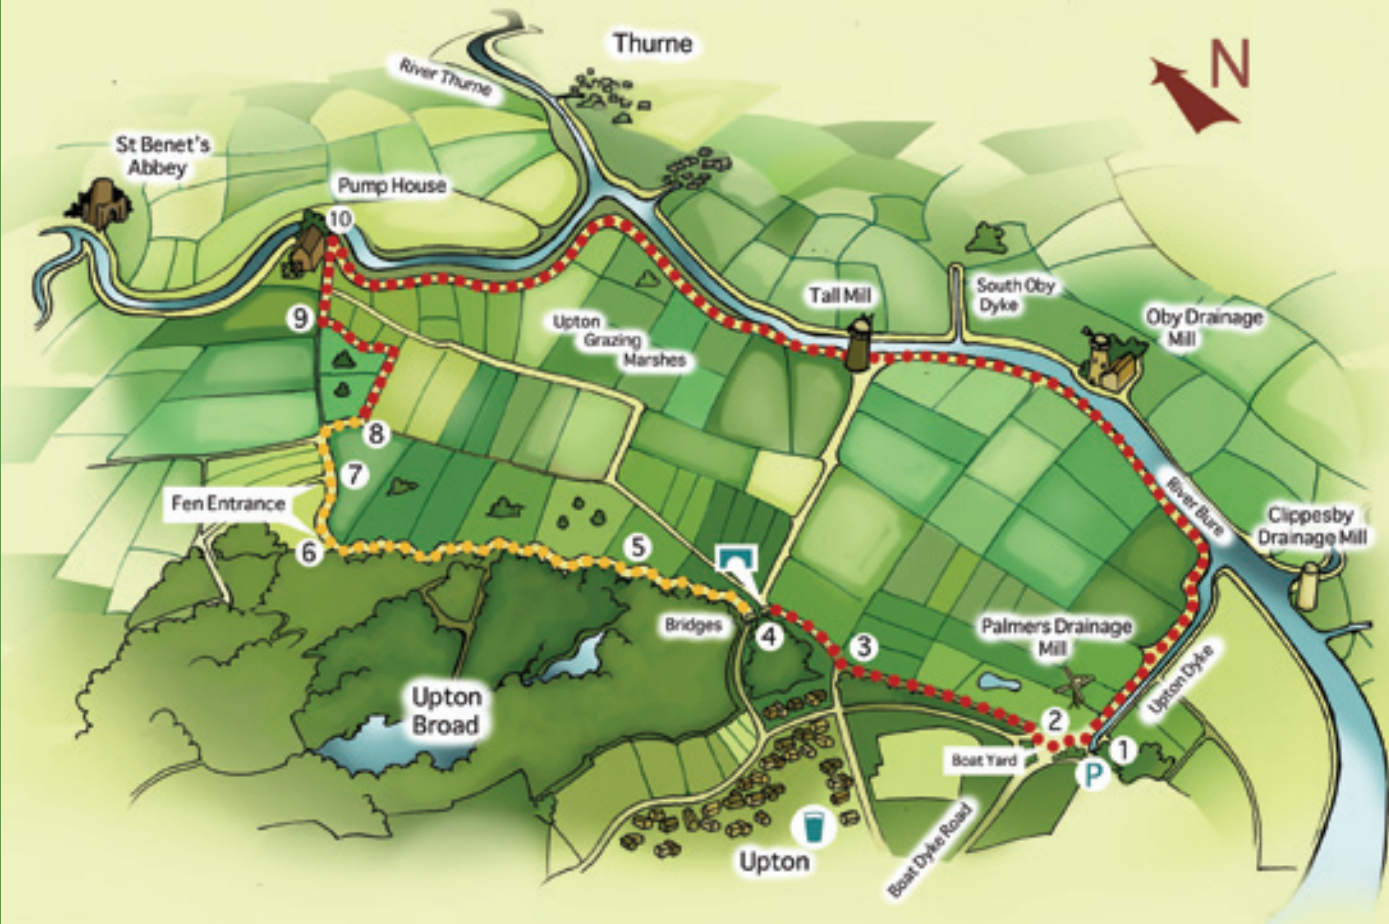 Thurne
N
River Thurne
St Benet's
Abbey
Pump House
10
South Oby
Dyke
Tall Mill
Oby Drainage
Mill
9
Upton
Grazing
Marshes
8
7
River Bure
Fen Entrance
Clippesby
Drainage Mill
6
5
Bridges
4
3
Palmers Drainage
Mill
Upton Dyke
Upton
Broad
2
1
Boat Yard
P
Boat Dyke Road
Upton